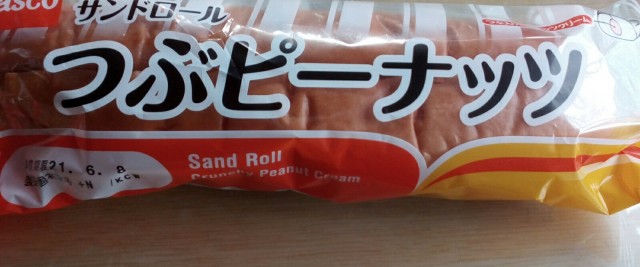 asco
サンドロール
つぶピーナッツ
21.6.8
/KCN
Sand Roll
Crunchy Peanut Cream